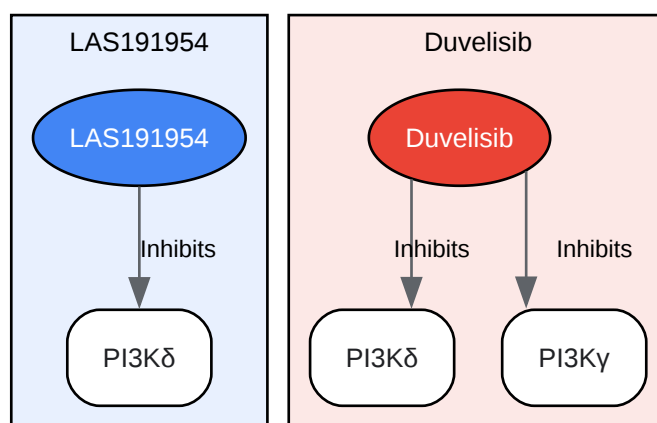 LAS191954
Duvelisib
LAS191954
Duvelisib
Inhibits
Inhibits
Inhibits
PI3Kδ
PI3Kδ
PI3Kγ